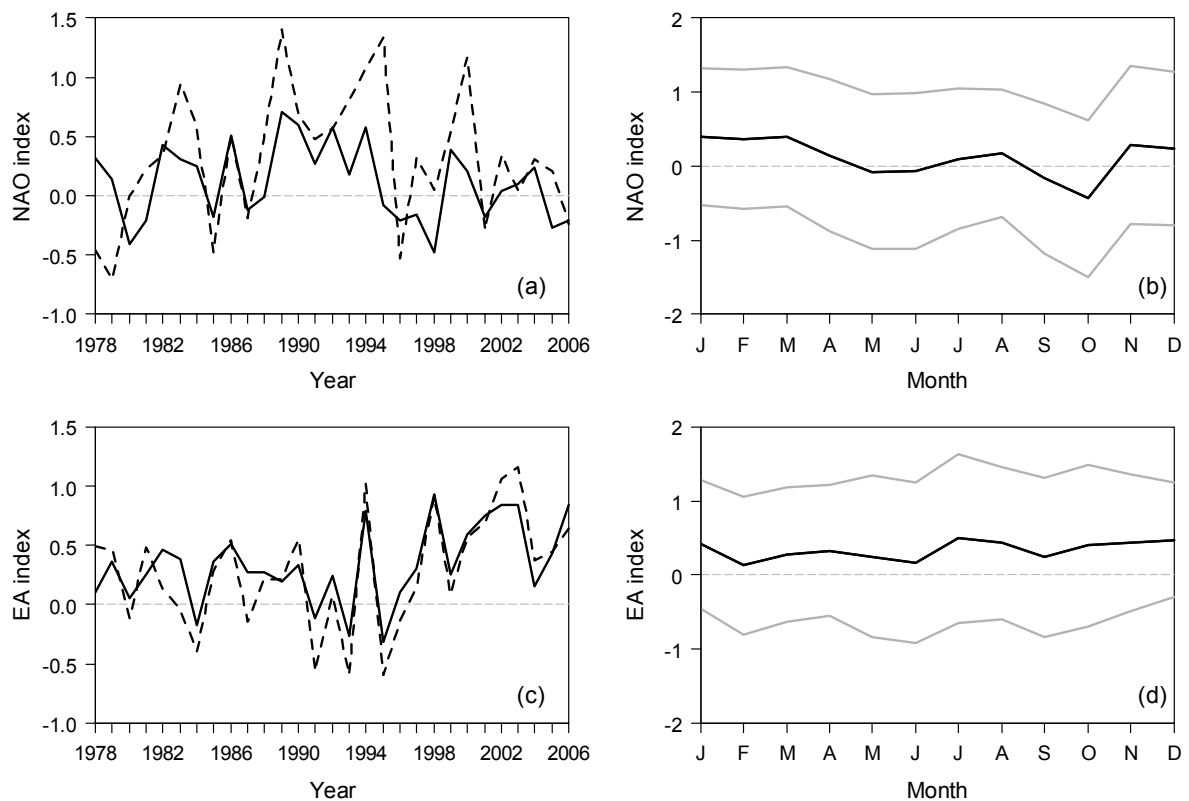 1.5
1.0
0.5
0.0
-0.5
-1.0
NAO index
1978 1982 1986 1990 1994 1998 2002 2006
Year
(a)
2
1
0
-1
-2
NAO index
J F M A M J J A S O N D
Month
(b)
1.5
1.0
0.5
0.0
-0.5
-1.0
EA index
1978 1982 1986 1990 1994 1998 2002 2006
Year
(c)
2
1
0
-1
-2
EA index
J F M A M J J A S O N D
Month
(d)